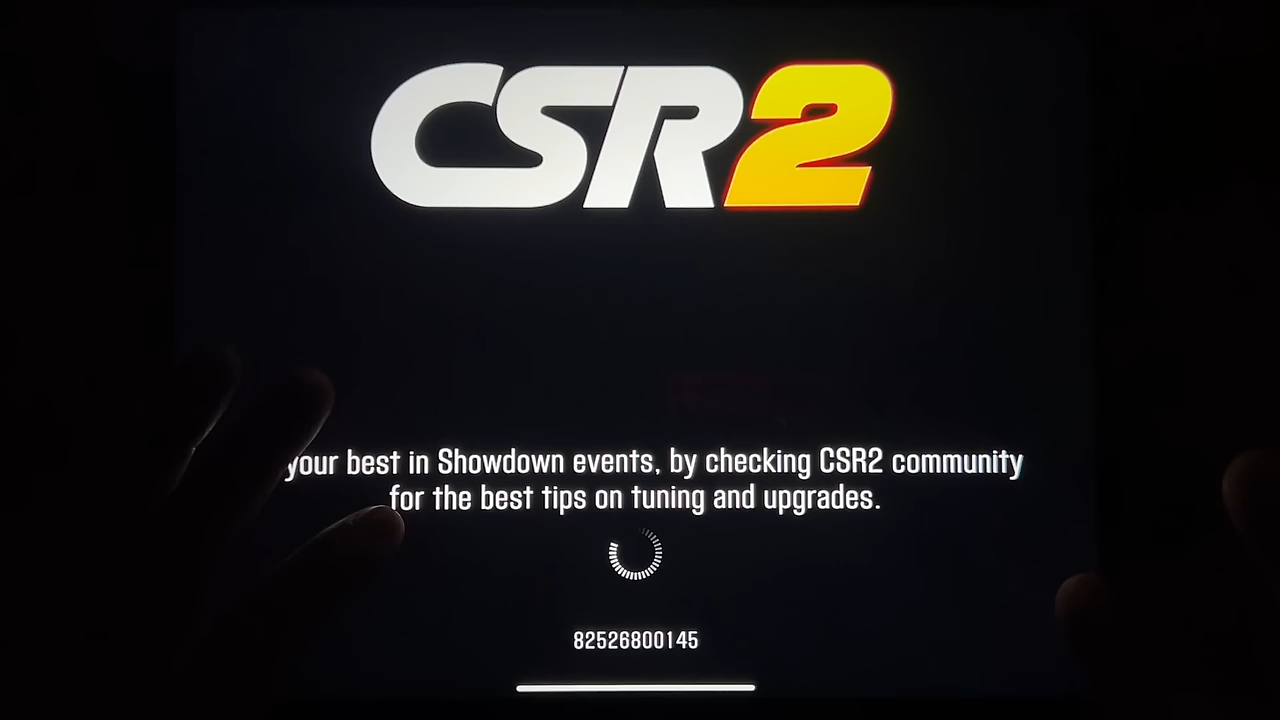 CSR2
your best in Showdown events, by checking CSR2 community
for the best tips on tuning and upgrades.
82526800145